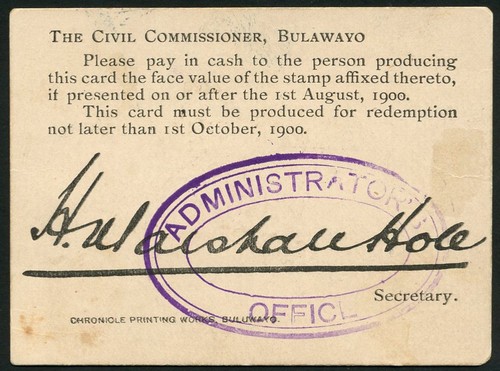 THE CIVIL COMMISSIONER, BULAWAYO
Please pay in cash to the person producing
this card the face value of the stamp affixed thereto,
if presented on or after the 1st August, 1900.
This card must be produced for redemption
not later than 1st October, 1900.
ADMINISTRATOR'S
H. Marshall Hole
OFFICE
Secretary.
CHRONICLE PRINTING WORKS, BULUWAYO.